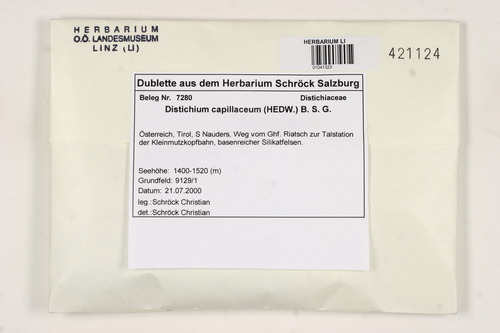 HERBARIUM
O.Ö. LANDESMUSEUM
LINZ (LI)
HERBARIUM LI
01041323
421124
Dublette aus dem Herbarium Schröck Salzburg
Beleg Nr. 7280 Distichiaceae
Distichium capillaceum (HEDW.) B. S. G.
Österreich, Tirol, S Nauders, Weg vom Ghf. Riatsch zur Talstation
der Kleinmutzkopfbahn, basenreicher Silikatfelsen.
Seehöhe: 1400-1520 (m)
Grundfeld: 9129/1
Datum: 21.07.2000
leg.:Schröck Christian
det.:Schröck Christian